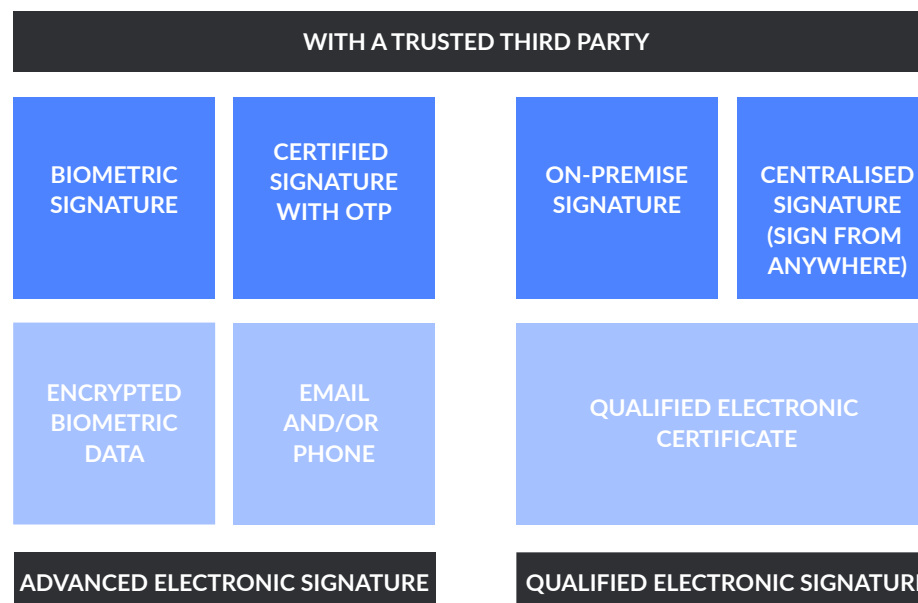 WITH A TRUSTED THIRD PARTY
BIOMETRIC
SIGNATURE
CERTIFIED
SIGNATURE
WITH OTP
ON-PREMISE
SIGNATURE
CENTRALISED
SIGNATURE
(SIGN FROM
ANYWHERE)
ENCRYPTED
BIOMETRIC
DATA
EMAIL
AND/OR
PHONE
QUALIFIED ELECTRONIC
CERTIFICATE
ADVANCED ELECTRONIC SIGNATURE
QUALIFIED ELECTRONIC SIGNATURE